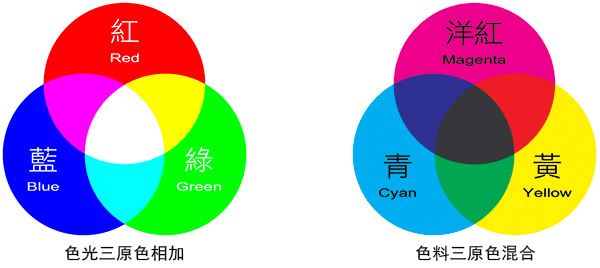 紅
Red
藍
Blue
綠
Green
色光三原色相加
洋紅
Magenta
青
Cyan
黃
Yellow
色料三原色混合